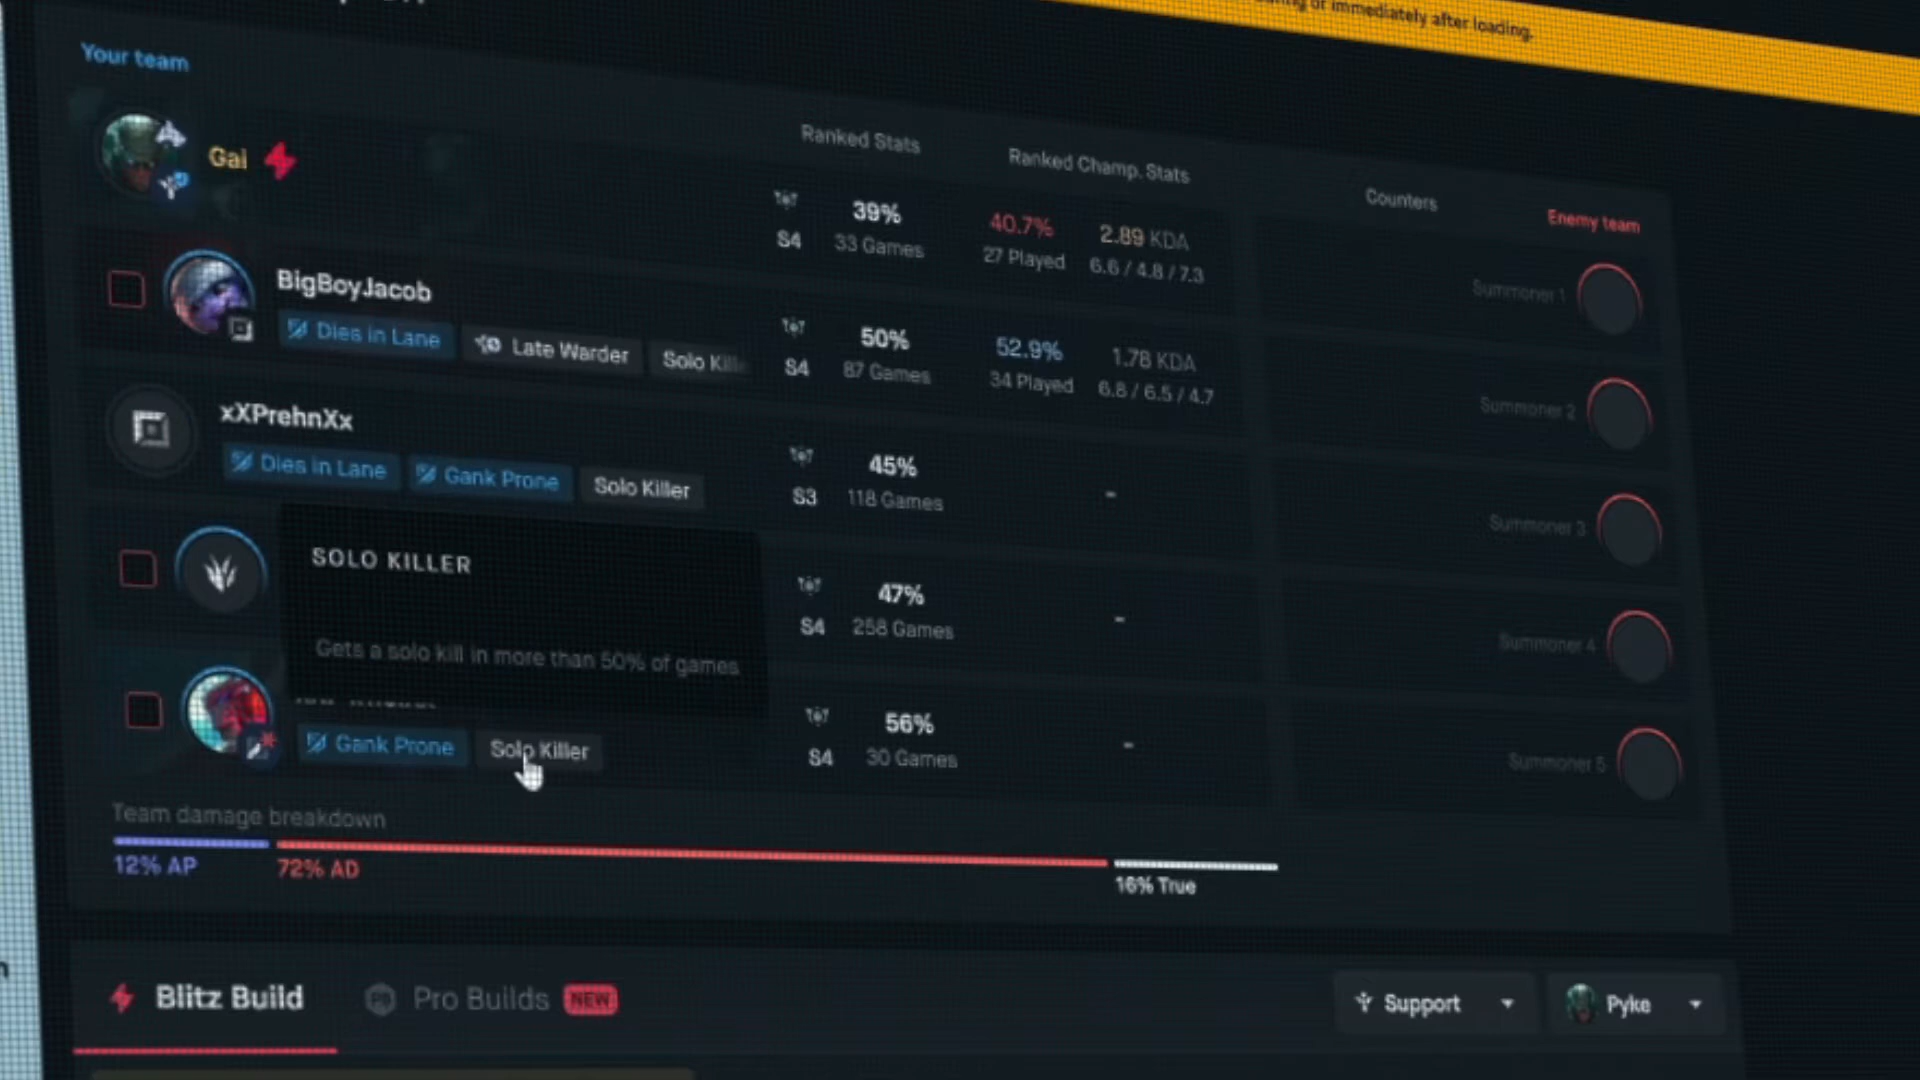 or immediately after loading.
Your team
Gai
Ranked Stats
Ranked Champ. Stats
Counters
Enemy team
39%
40.7%
2.89 KDA
S4
33 Games
27 Played
6.6 / 4.8 / 7.3
Summoner 1
BigBoyJacob
Dies in Lane
Late Warder
Solo Kill
50%
52.9%
1.78 KDA
S4
87 Games
34 Played
6.8 / 6.5 / 4.7
Summoner 2
xXPrehnXx
Dies in Lane
Gank Prone
Solo Killer
45%
-
S3
118 Games
Summoner 3
SOLO KILLER
Gets a solo kill in more than 50% of games
47%
-
S4
258 Games
Summoner 4
Gank Prone
Solo Killer
56%
-
S4
30 Games
Summoner 5
Team damage breakdown
12% AP
72% AD
16% True
Blitz Build
Pro Builds
NEW
Support
Pyke